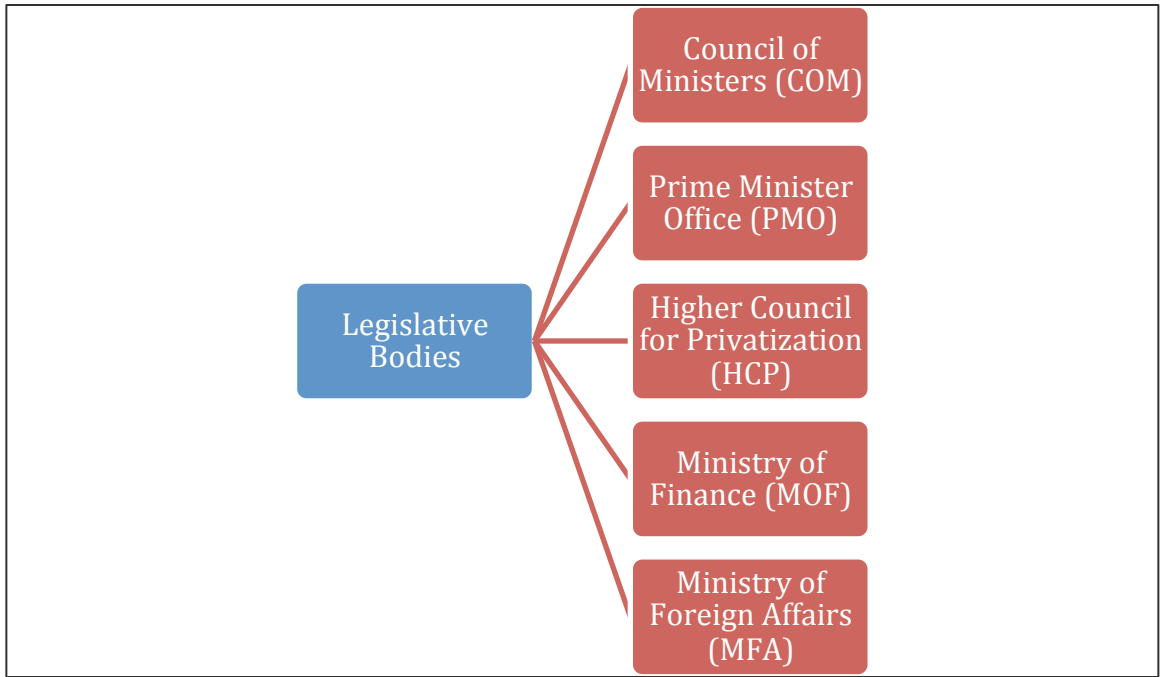 Council of
Ministers (COM)
Prime Minister
Office (PMO)
Legislative
Bodies
Higher Council
for Privatization
(HCP)
Ministry of
Finance (MOF)
Ministry of
Foreign Affairs
(MFA)